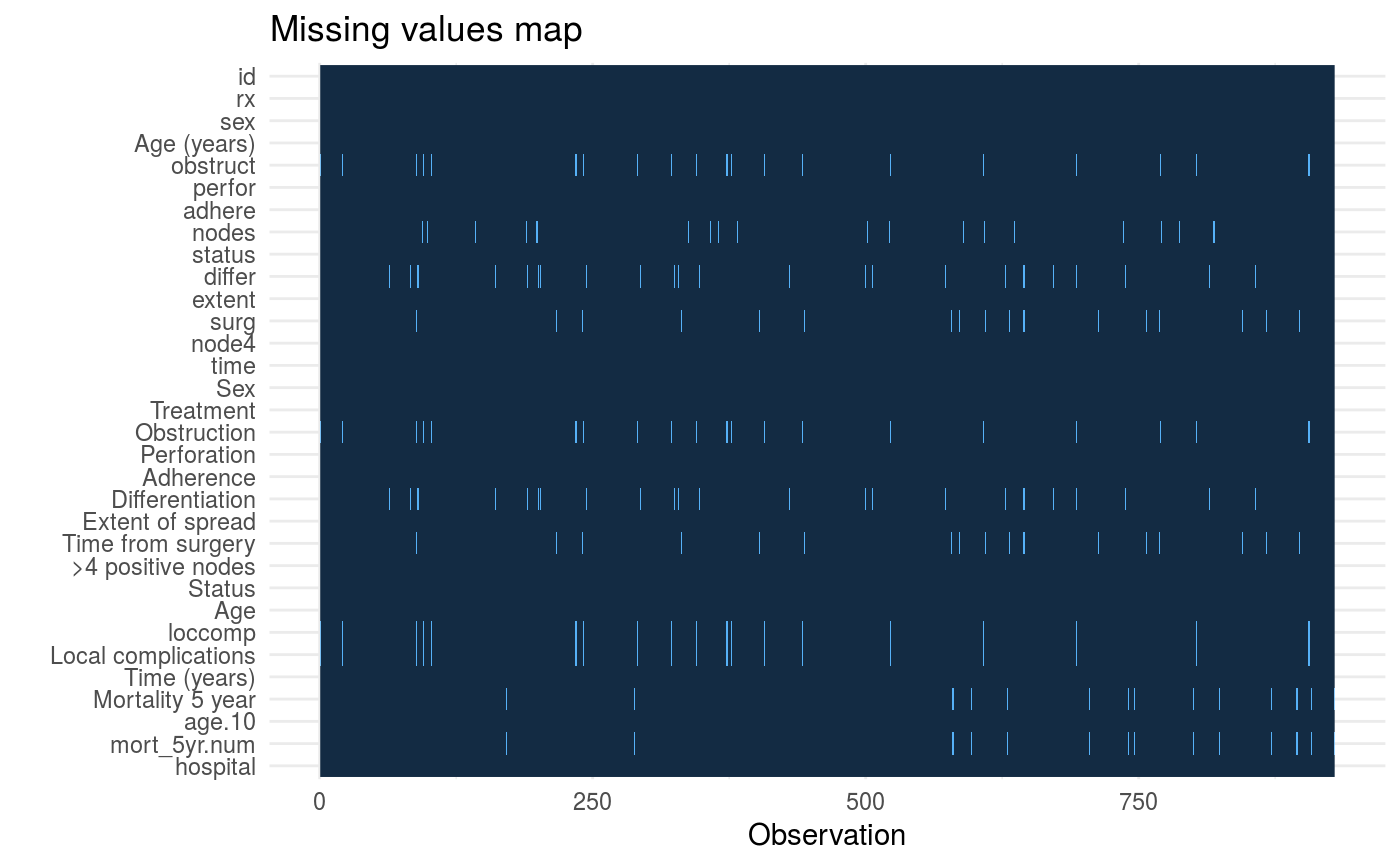 Missing values map
id
rx
sex
Age (years)
obstruct
perfor
adhere
nodes
status
differ
extent
surg
node4
time
Sex
Treatment
Obstruction
Perforation
Adherence
Differentiation
Extent of spread
Time from surgery
>4 positive nodes
Status
Age
loccomp
Local complications
Time (years)
Mortality 5 year
age.10
mort_5yr.num
hospital
0 250 500 750
Observation